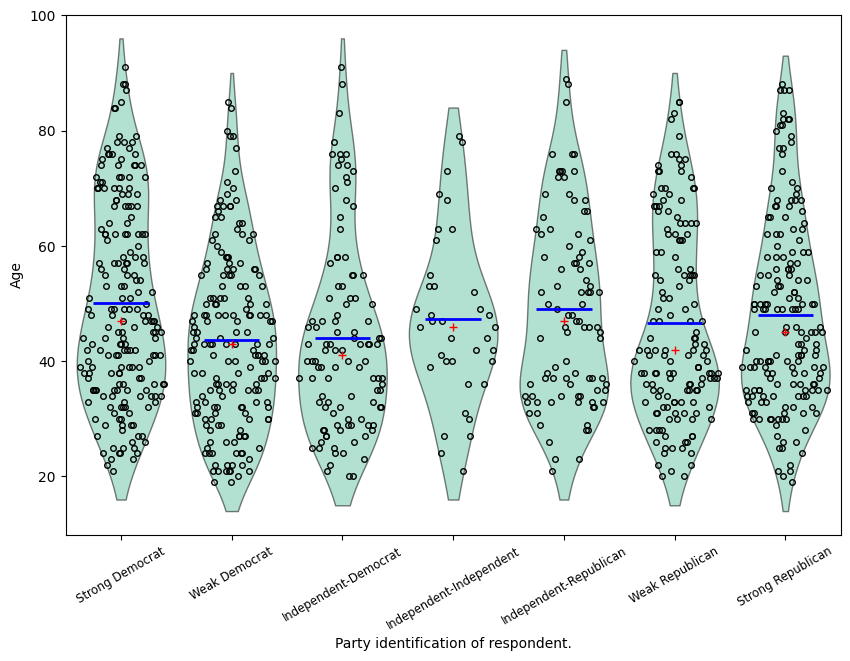 100
80
60
40
20
Age
Strong Democrat
Weak Democrat
Independent-Democrat
Independent-Independent
Independent-Republican
Weak Republican
Strong Republican
Party identification of respondent.